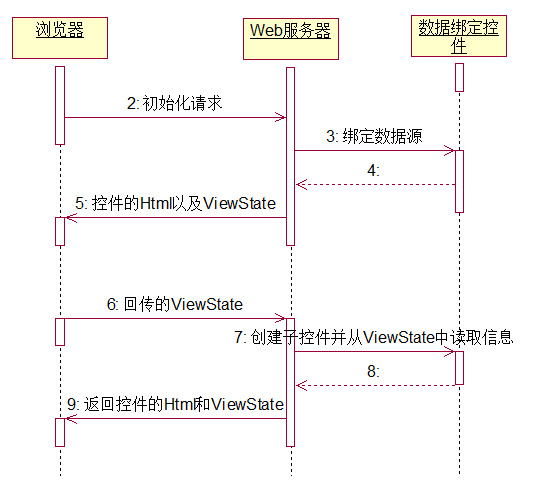 浏览器
Web服务器
数据绑定控
件
2: 初始化请求
3: 绑定数据源
4:
5: 控件的Html以及ViewState
6: 回传的ViewState
7: 创建子控件并从ViewState中读取信息
8:
9: 返回控件的Html和ViewState